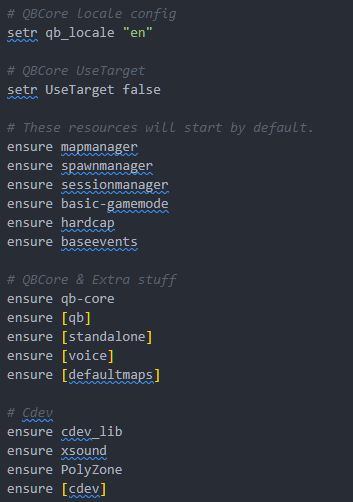 # QBCore locale config
setr qb_locale "en"
# QBCore UseTarget
setr UseTarget false
# These resources will start by default.
ensure mapmanager
ensure spawnmanager
ensure sessionmanager
ensure basic-gamemode
ensure hardcap
ensure baseevents
# QBCore & Extra stuff
ensure qb-core
ensure [qb]
ensure [standalone]
ensure [voice]
ensure [defaultmaps]
# Cdev
ensure cdev_lib
ensure xsound
ensure PolyZone
ensure [cdev]